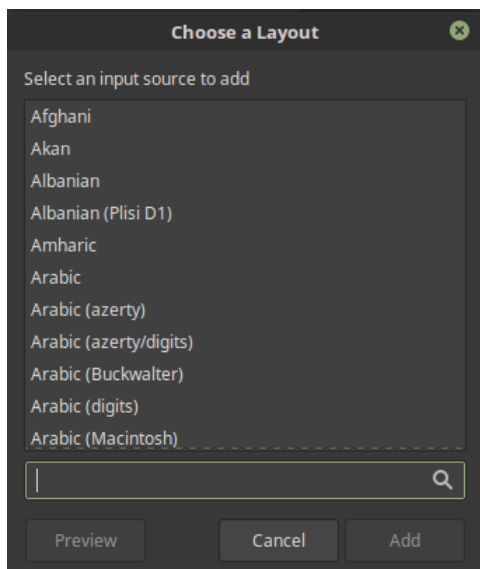 Choose a Layout
Select an input source to add
Afghani
Akan
Albanian
Albanian (Plisi D1)
Amharic
Arabic
Arabic (azerty)
Arabic (azerty/digits)
Arabic (Buckwalter)
Arabic (digits)
Arabic (Macintosh)
Preview Cancel Add